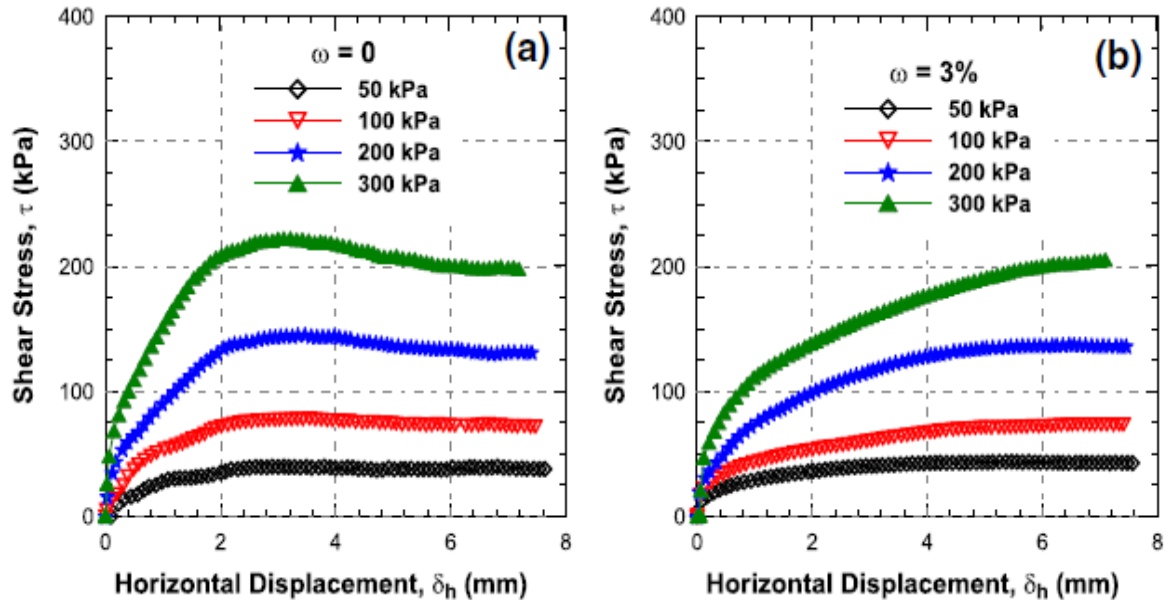 (a)
ω = 0
50 kPa
100 kPa
200 kPa
300 kPa
Shear Stress, τ (kPa)
400
300
200
100
0
0 2 4 6 8
Horizontal Displacement, δh (mm)
(b)
ω = 3%
50 kPa
100 kPa
200 kPa
300 kPa
Shear Stress, τ (kPa)
400
300
200
100
0
0 2 4 6 8
Horizontal Displacement, δh (mm)